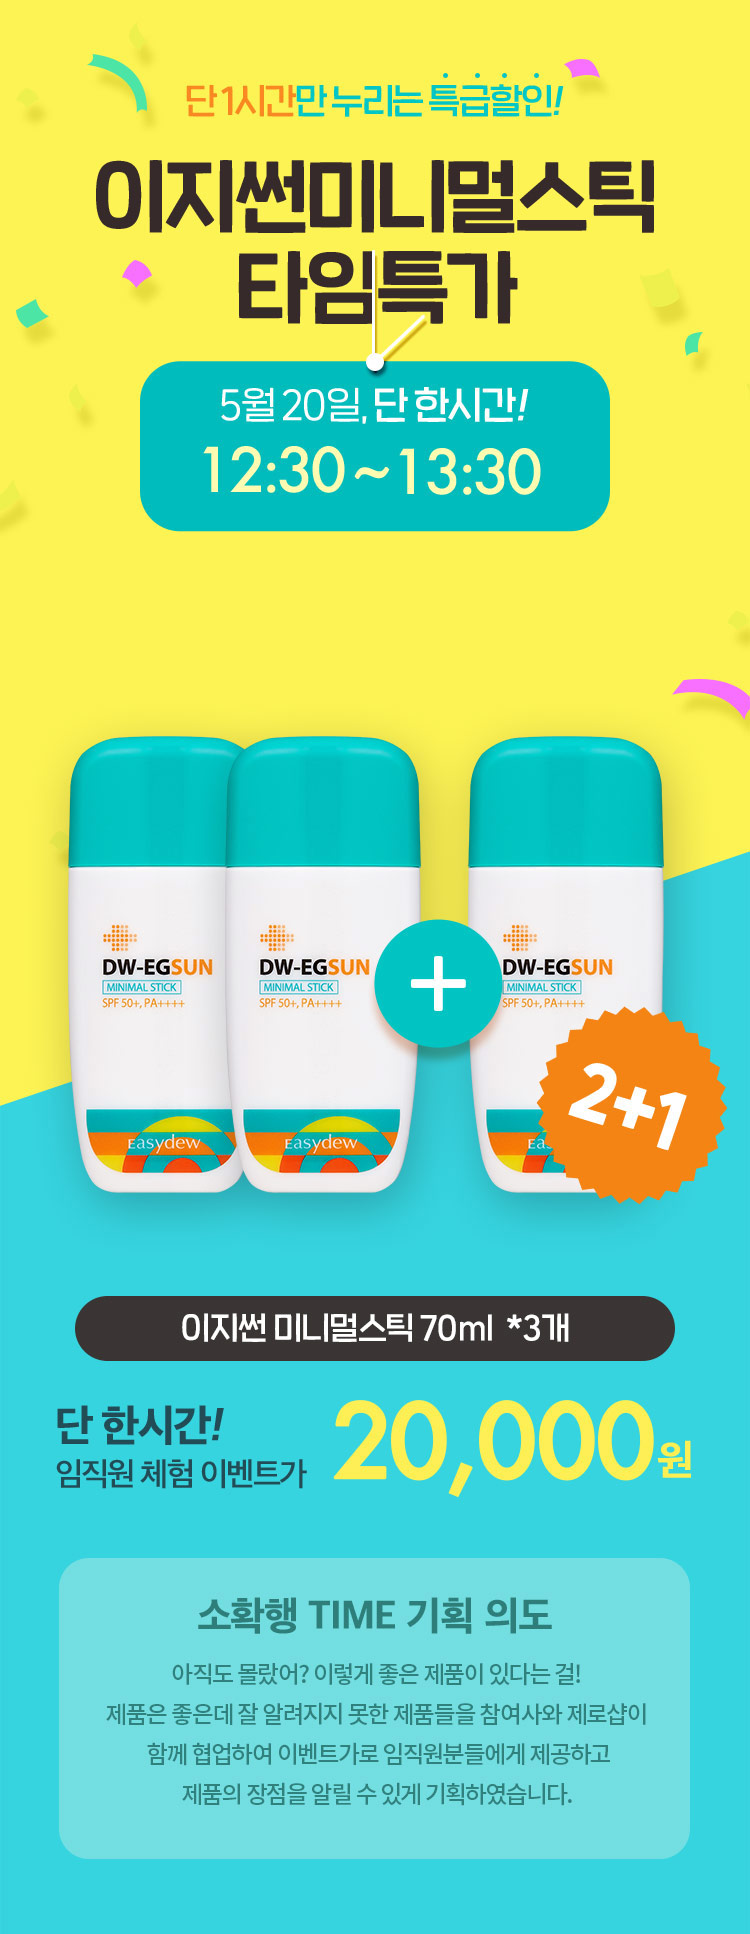 단 1시간만 누리는 특급할인!
이지썬미니멀스틱
타임특가
5월 20일, 단 한시간!
12:30~13:30
DW-EGSUN
MINIMAL STICK
SPF 50+, PA++++
Easydew
DW-EGSUN
MINIMAL STICK
SPF 50+, PA++++
Easydew
+
DW-EGSUN
MINIMAL STICK
SPF 50+, PA++++
Ea
2+1
이지썬 미니멀스틱 70ml *3개
단 한시간!
임직원 체험 이벤트가
20,000원
소확행 TIME 기획 의도
아직도 몰랐어? 이렇게 좋은 제품이 있다는 걸!
제품은 좋은데 잘 알려지지 못한 제품들을 참여사와 제로샵이
함께 협업하여 이벤트가로 임직원분들에게 제공하고
제품의 장점을 알릴 수 있게 기획하였습니다.